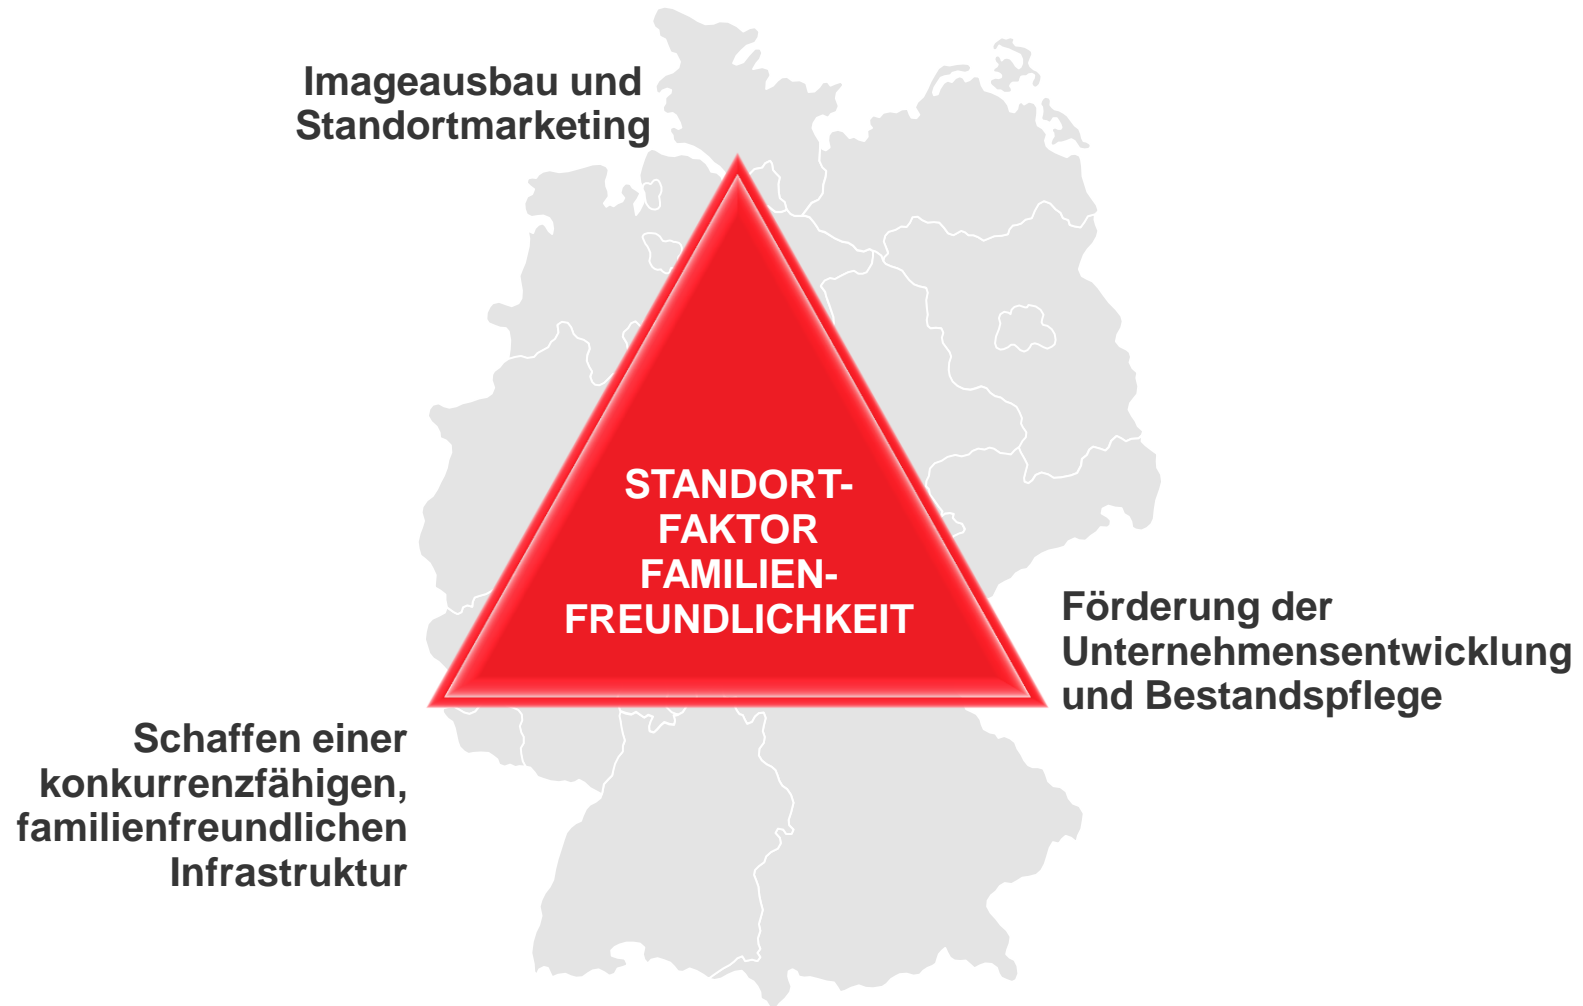 Imageausbau und
Standortmarketing
STANDORT-
FAKTOR
FAMILIEN-
FREUNDLICHKEIT
Förderung der
Unternehmensentwicklung
und Bestandspflege
Schaffen einer
konkurrenzfähigen,
familienfreundlichen
Infrastruktur